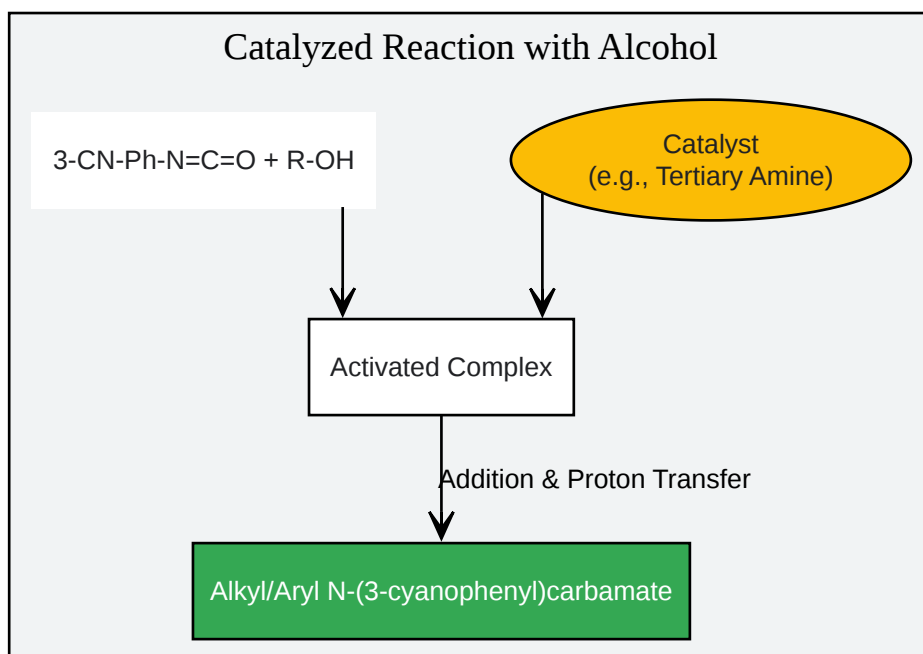 Catalyzed Reaction with Alcohol
3-CN-Ph-N=C=O + R-OH
Catalyst
(e.g., Tertiary Amine)
Activated Complex
Addition & Proton Transfer
Alkyl/Aryl N-(3-cyanophenyl)carbamate